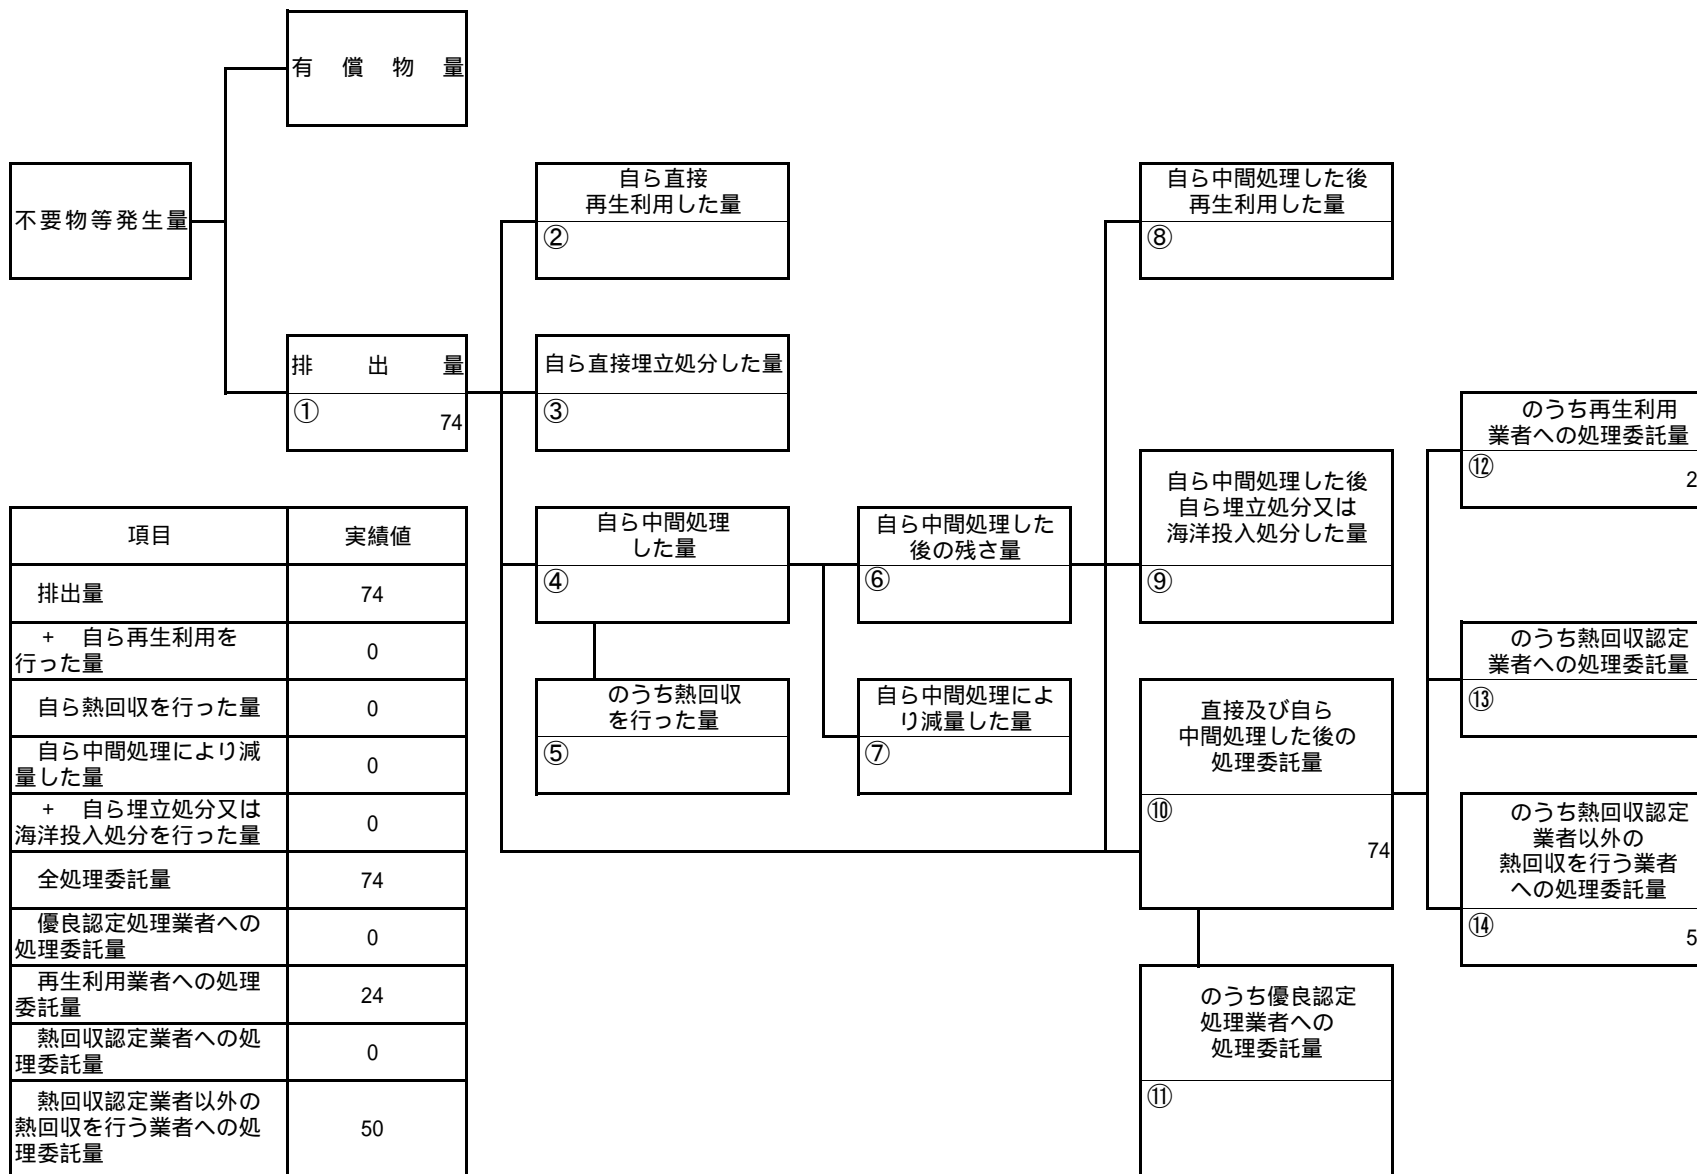 有償物量
不要物等発生量
排出量
①
74
自ら直接
再生利用した量
②
自ら直接埋立処分した量
③
自ら中間処理
した量
④
のうち熱回収
を行った量
⑤
自ら中間処理した
後の残さ量
⑥
自ら中間処理によ
り減量した量
⑦
自ら中間処理した後
再生利用した量
⑧
自ら中間処理した後
自ら埋立処分又は
海洋投入処分した量
⑨
直接及び自ら
中間処理した後の
処理委託量
⑩
74
のうち優良認定
処理業者への
処理委託量
⑪
のうち再生利用
業者への処理委託量
⑫
2
のうち熱回収認定
業者への処理委託量
⑬
のうち熱回収認定
業者以外の
熱回収を行う業者
への処理委託量
⑭
5
項目 実績値
排出量 74
+ 自ら再生利用を
行った量 0
自ら熱回収を行った量 0
自ら中間処理により減
量した量 0
+ 自ら埋立処分又は
海洋投入処分を行った量 0
全処理委託量 74
優良認定処理業者への
処理委託量 0
再生利用業者への処理
委託量 24
熱回収認定業者への処
理委託量 0
熱回収認定業者以外の
熱回収を行う業者への処
理委託量 50